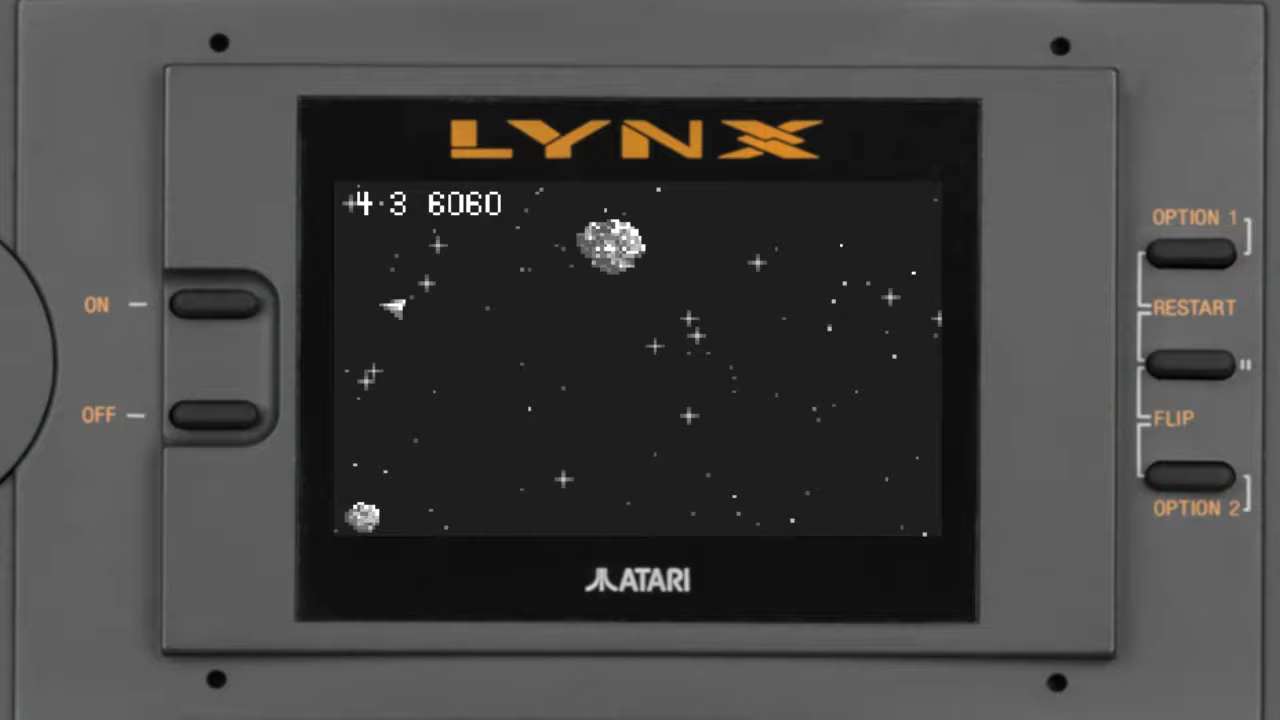 LYNX
4·3 6060
OPTION 1
ON
RESTART
OFF
FLIP
OPTION 2
ATARI